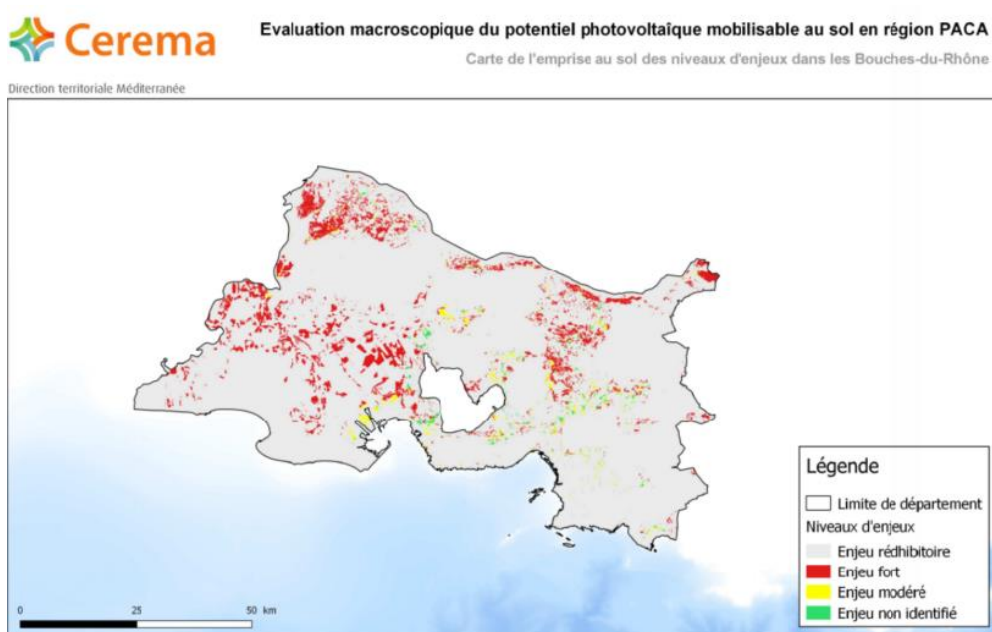 Cerema
Evaluation macroscopique du potentiel photovoltaîque mobilisable au sol en région PACA
Carte de l'emprise au sol des niveaux d'enjeux dans les Bouches-du-Rhône
Direction territoriale Méditerranée
Légende
Limite de département
Niveaux d'enjeux
Enjeu rédhibitoire
Enjeu fort
Enjeu modéré
Enjeu non identifié
0 25 50 km